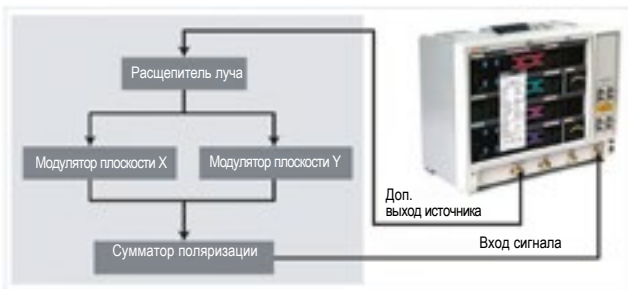 Расщепитель луча
Модулятор плоскости X
Модулятор плоскости Y
Доп.
выход источника
Вход сигнала
Сумматор поляризации